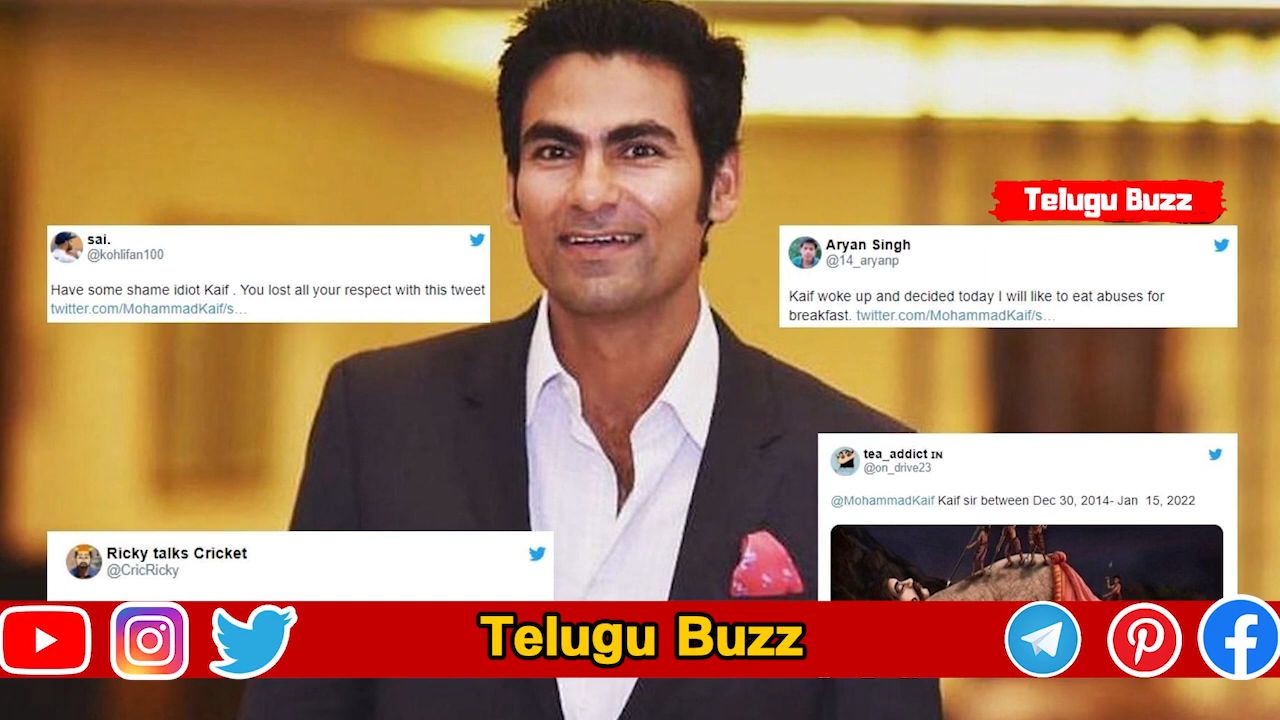 Telugu Buzz
sai.
@kohlifan100
Have some shame idiot Kaif . You lost all your respect with this tweet
twitter.com/MohammadKaif/s...
Aryan Singh
@14_aryanp
Kaif woke up and decided today I will like to eat abuses for
breakfast. twitter.com/MohammadKaif/s...
tea_addict IN
@on_drive23
@MohammadKaif Kaif sir between Dec 30, 2014- Jan 15, 2022
Ricky talks Cricket
@CricRicky
Telugu Buzz